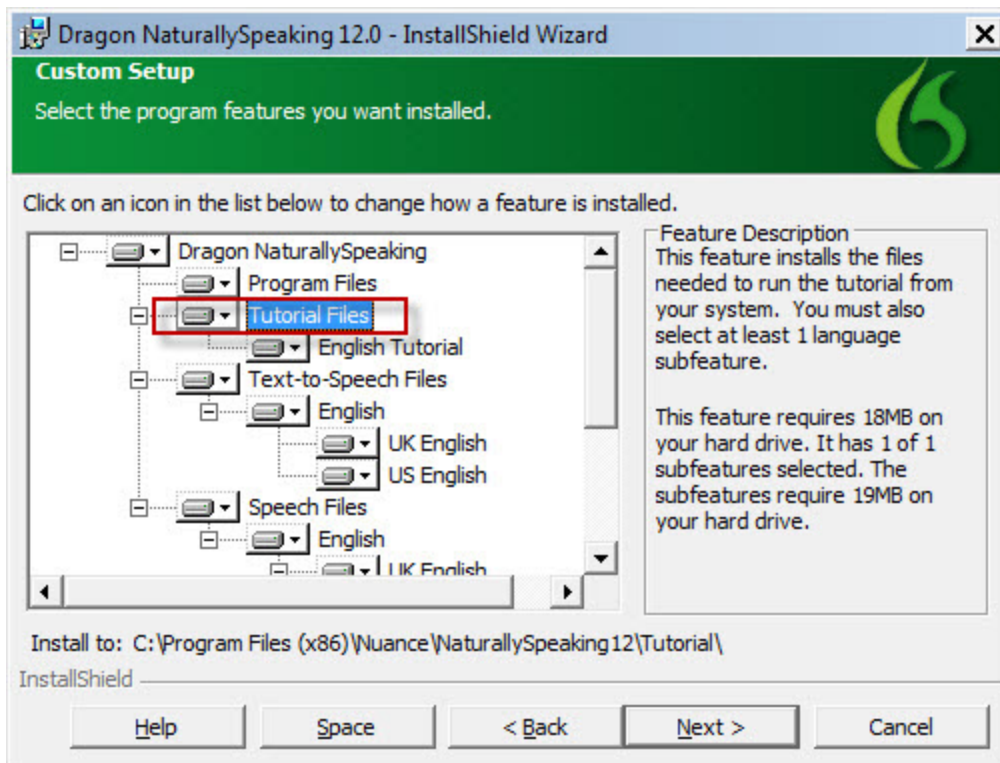 Dragon NaturallySpeaking 12.0 - InstallShield Wizard
Custom Setup
Select the program features you want installed.
Click on an icon in the list below to change how a feature is installed.
Dragon NaturallySpeaking
Program Files
Tutorial Files
English Tutorial
Text-to-Speech Files
English
UK English
US English
Speech Files
English
UK English
Feature Description
This feature installs the files
needed to run the tutorial from
your system. You must also
select at least 1 language
subfeature.
This feature requires 18MB on
your hard drive. It has 1 of 1
subfeatures selected. The
subfeatures require 19MB on
your hard drive.
Install to: C:\Program Files (x86)\Nuance\NaturallySpeaking12\Tutorial\
InstallShield
Help
Space
< Back
Next >
Cancel